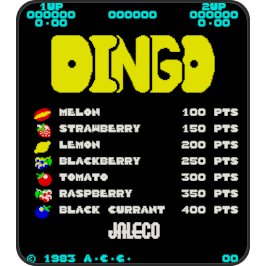 1UP 2UP
000000 000000 000000
0:00 0:00
DINGO
MELON 100 PTS
STRAWBERRY 150 PTS
LEMON 200 PTS
BLACKBERRY 250 PTS
TOMATO 300 PTS
RASPBERRY 350 PTS
BLACK CURRANT 400 PTS
JALECO
© 1983 A.C.G. 00